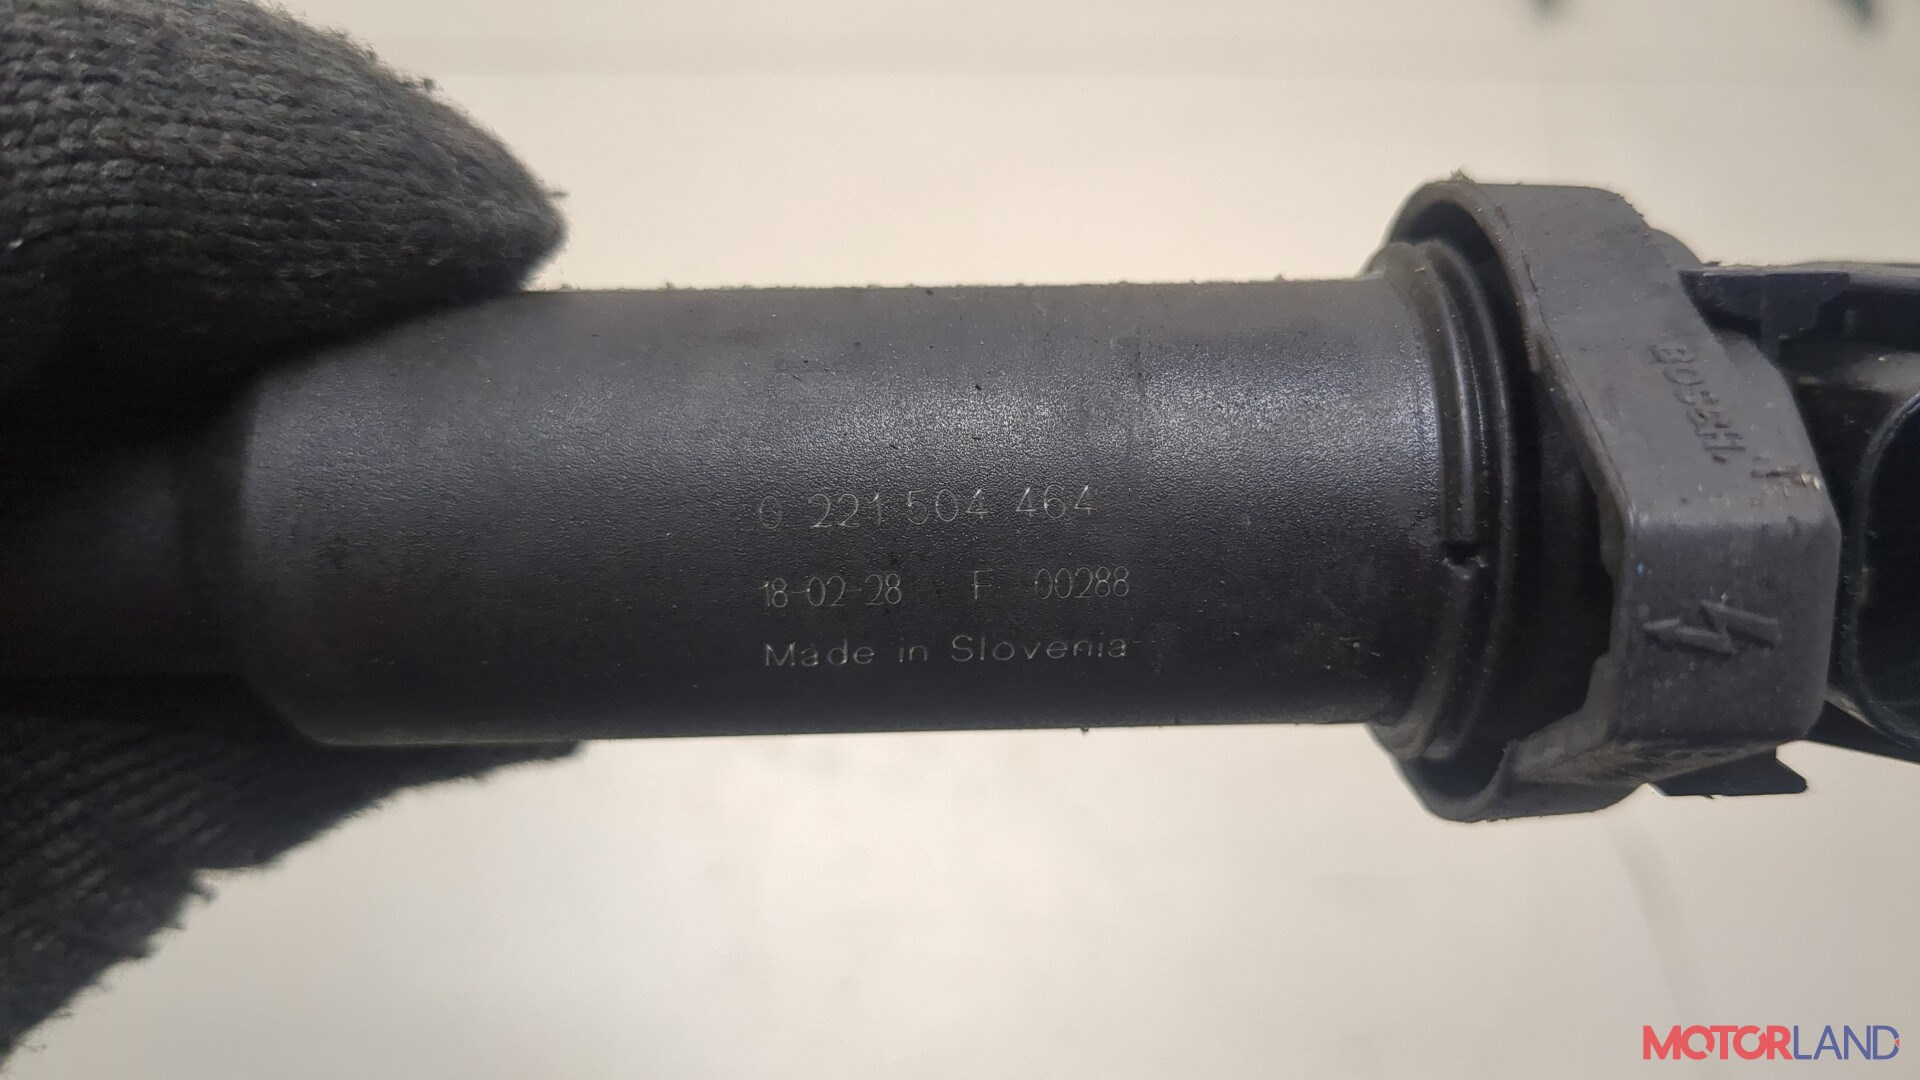 0 221 504 464
18-02-28 F 00288
Made in Slovenia
BOSCH
MOTORLAND